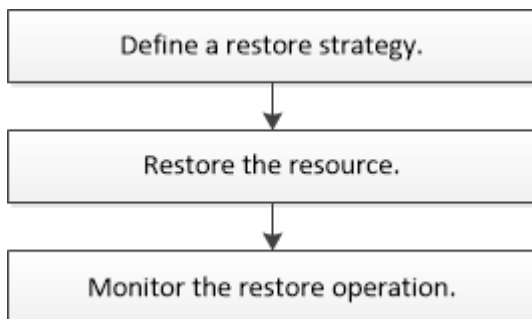 Define a restore strategy.
Restore the resource.
Monitor the restore operation.